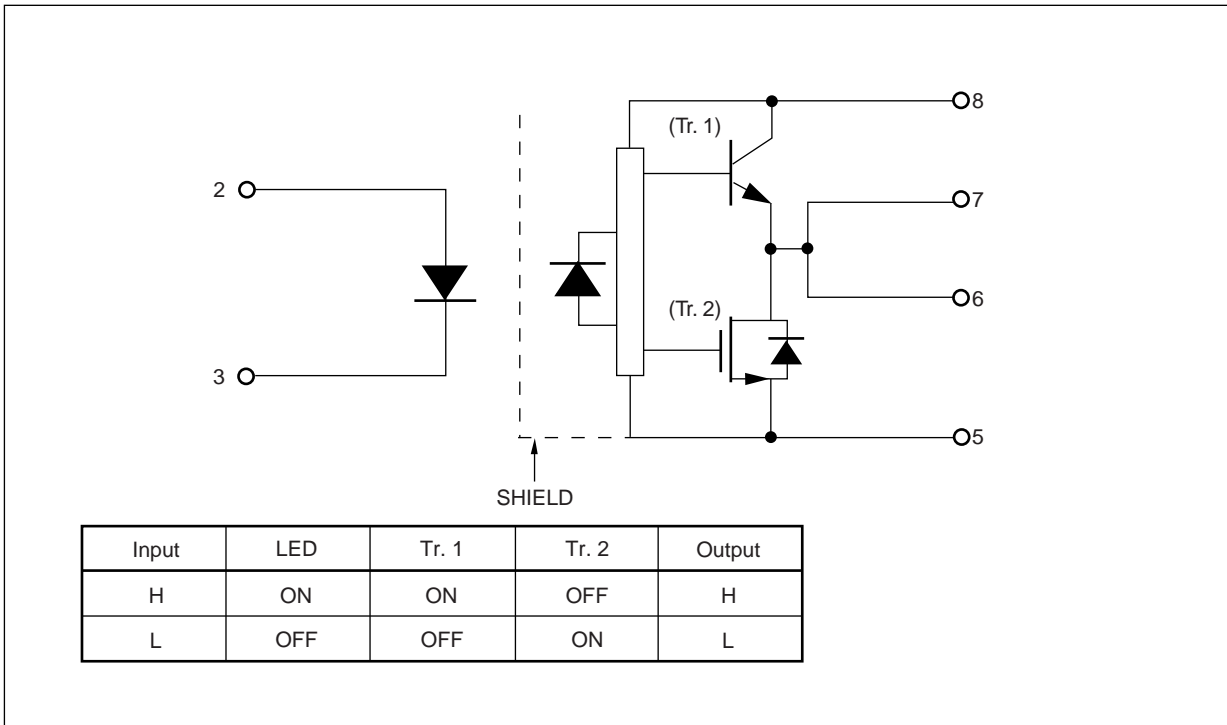 8
(Tr. 1)
2
7
6
(Tr. 2)
3
5
SHIELD
Input LED Tr. 1 Tr. 2 Output
H ON ON OFF H
L OFF OFF ON L